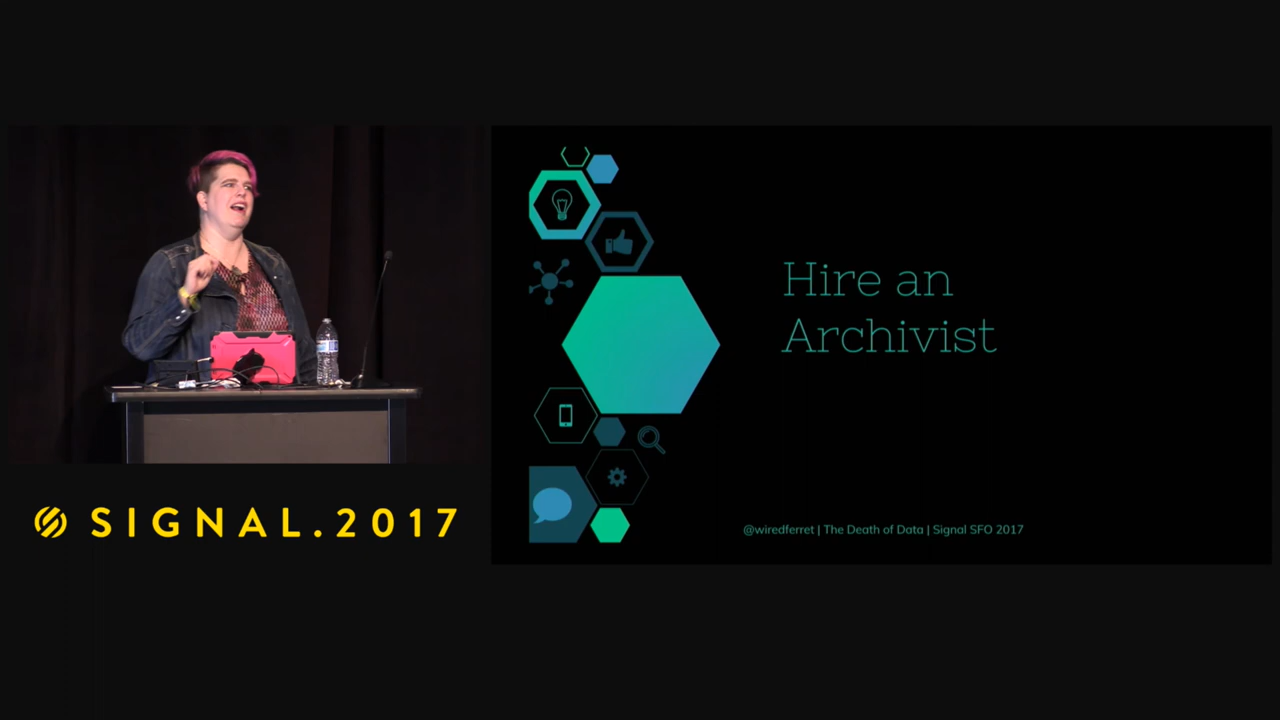 Hire an
Archivist
SIGNAL.2017
@wiredferret | The Death of Data | Signal SFO 2017